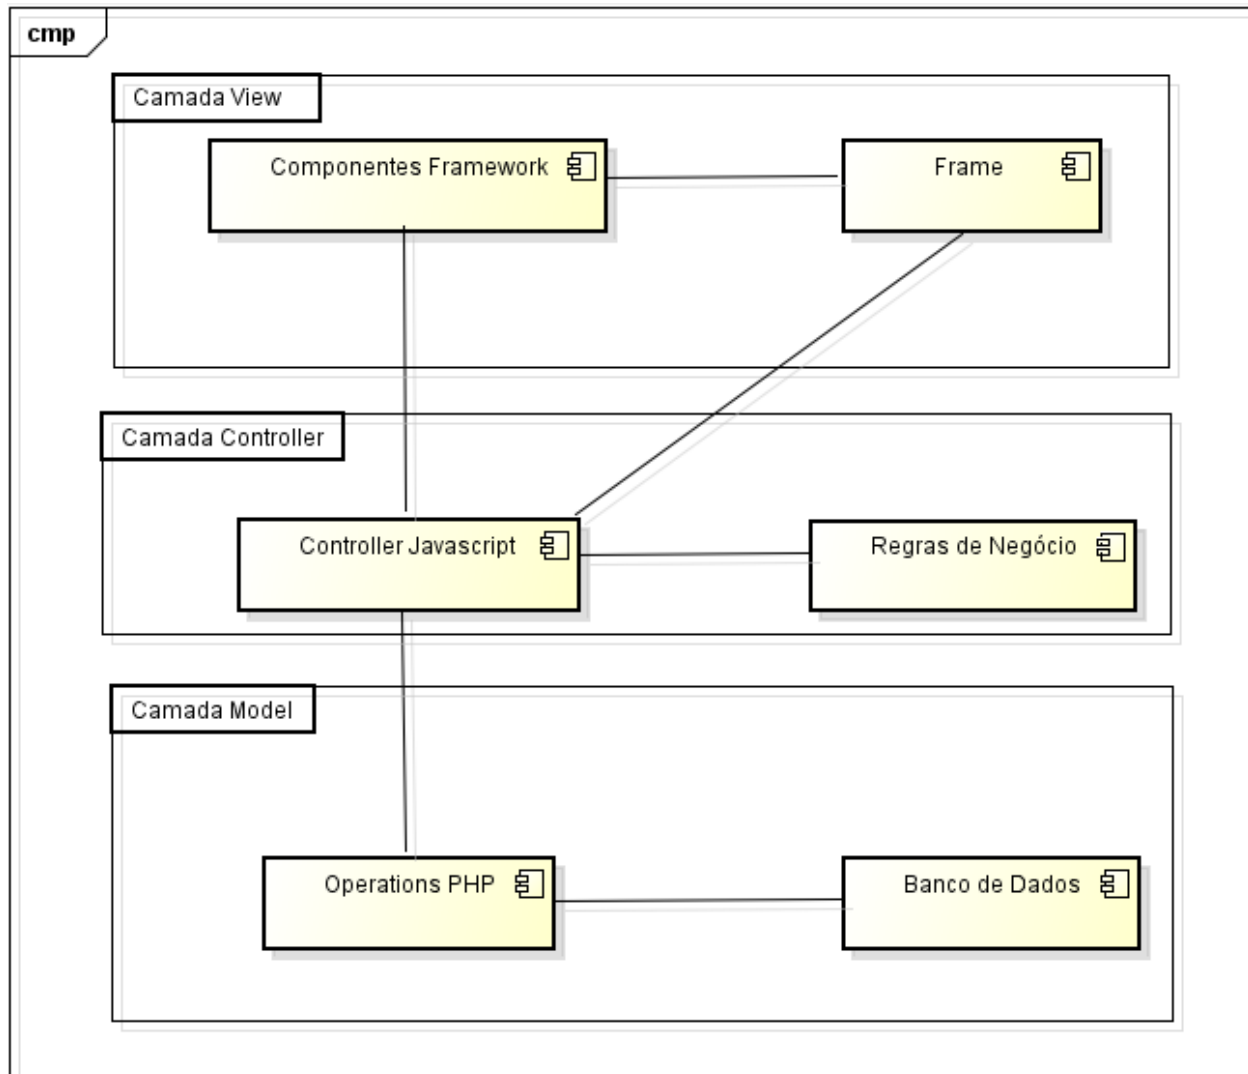 cmp
Camada View
Componentes Framework
Frame
Camada Controller
Controller Javascript
Regras de Negócio
Camada Model
Operations PHP
Banco de Dados